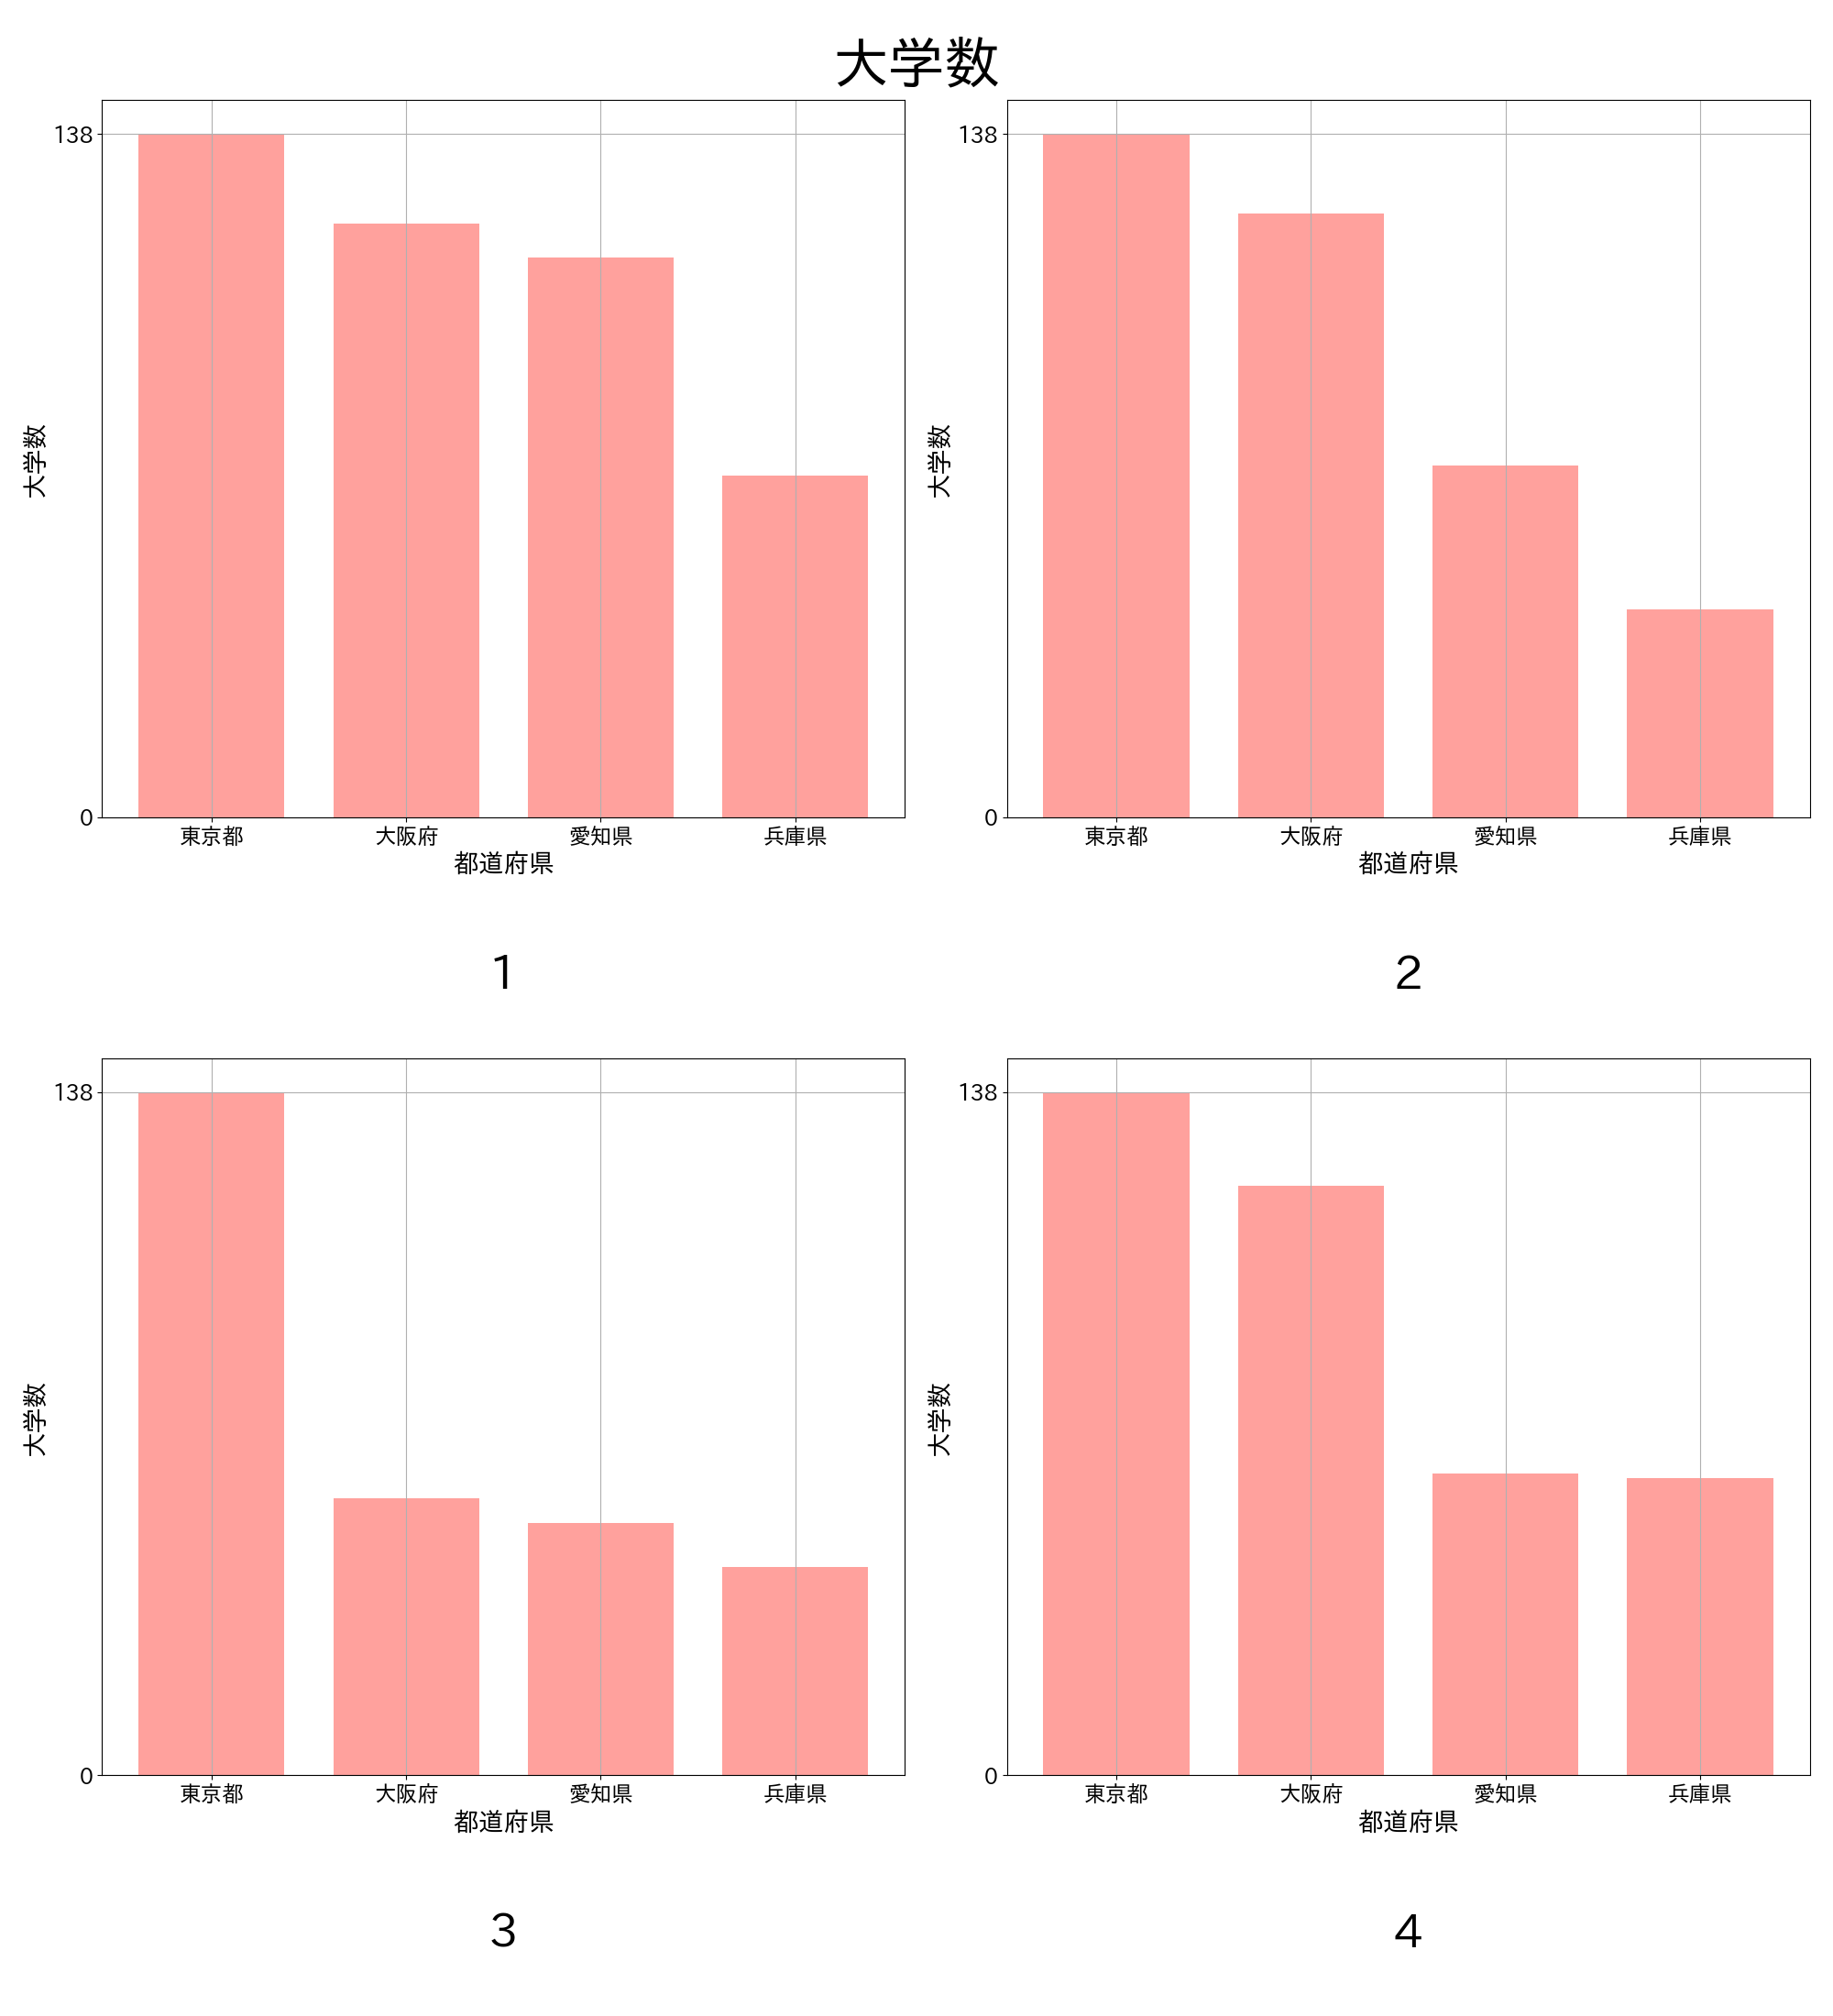 大学数
138
0
大学数
東京都 大阪府 愛知県 兵庫県
都道府県
1
138
0
大学数
東京都 大阪府 愛知県 兵庫県
都道府県
2
138
0
大学数
東京都 大阪府 愛知県 兵庫県
都道府県
3
138
0
大学数
東京都 大阪府 愛知県 兵庫県
都道府県
4